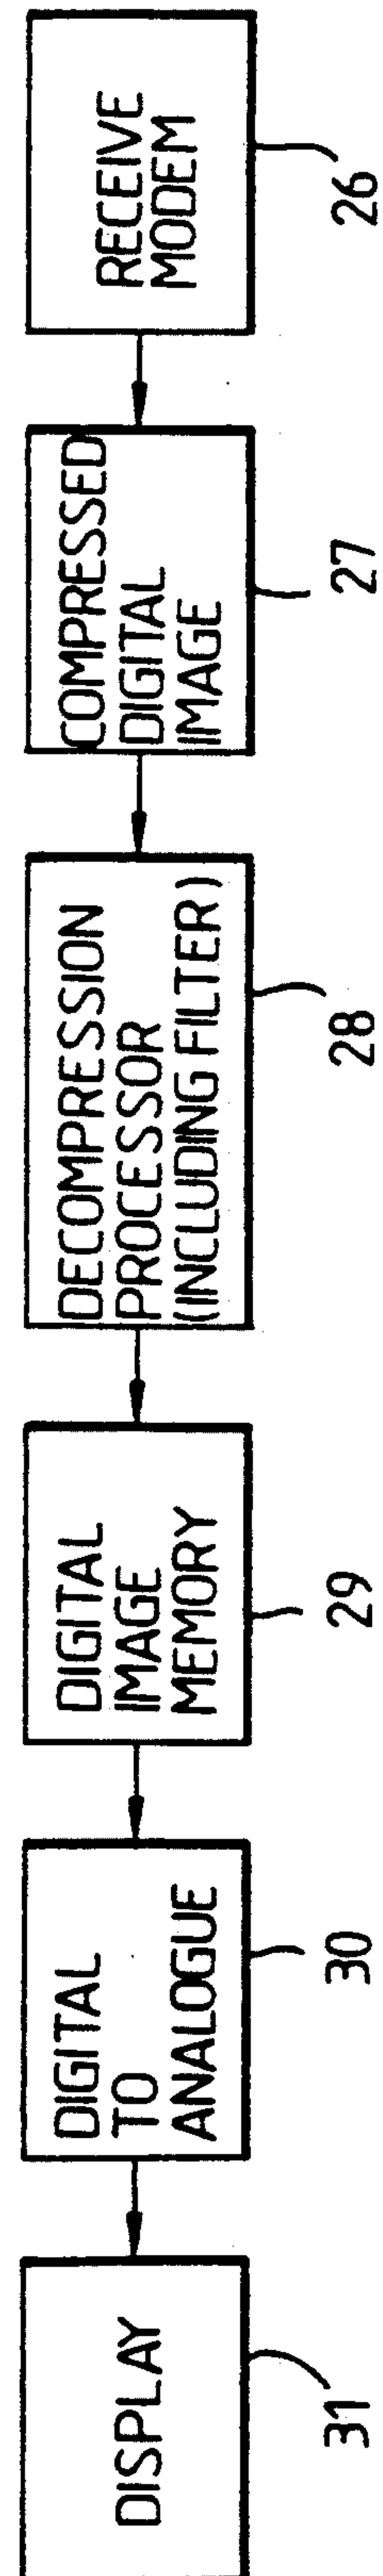 RECEIVE
MODEM
26
COMPRESSED
DIGITAL
IMAGE
27
DECOMPRESSION
PROCESSOR
(INCLUDING FILTER)
28
DIGITAL
IMAGE
MEMORY
29
DIGITAL
TO
ANALOGUE
30
DISPLAY
31